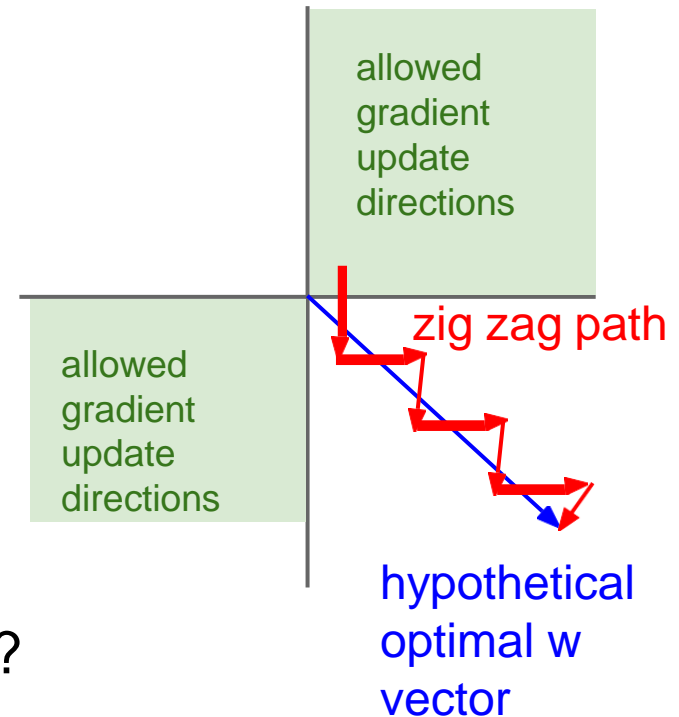 allowed
gradient
update
directions
zig zag path
allowed
gradient
update
directions
hypothetical
optimal w
vector
?